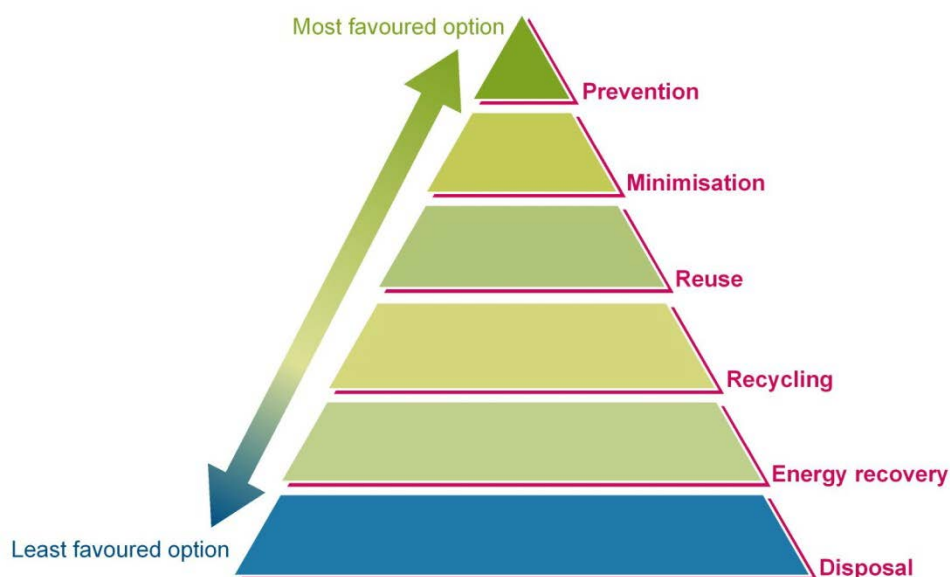 Most favoured option
Prevention
Minimisation
Reuse
Recycling
Energy recovery
Least favoured option
Disposal